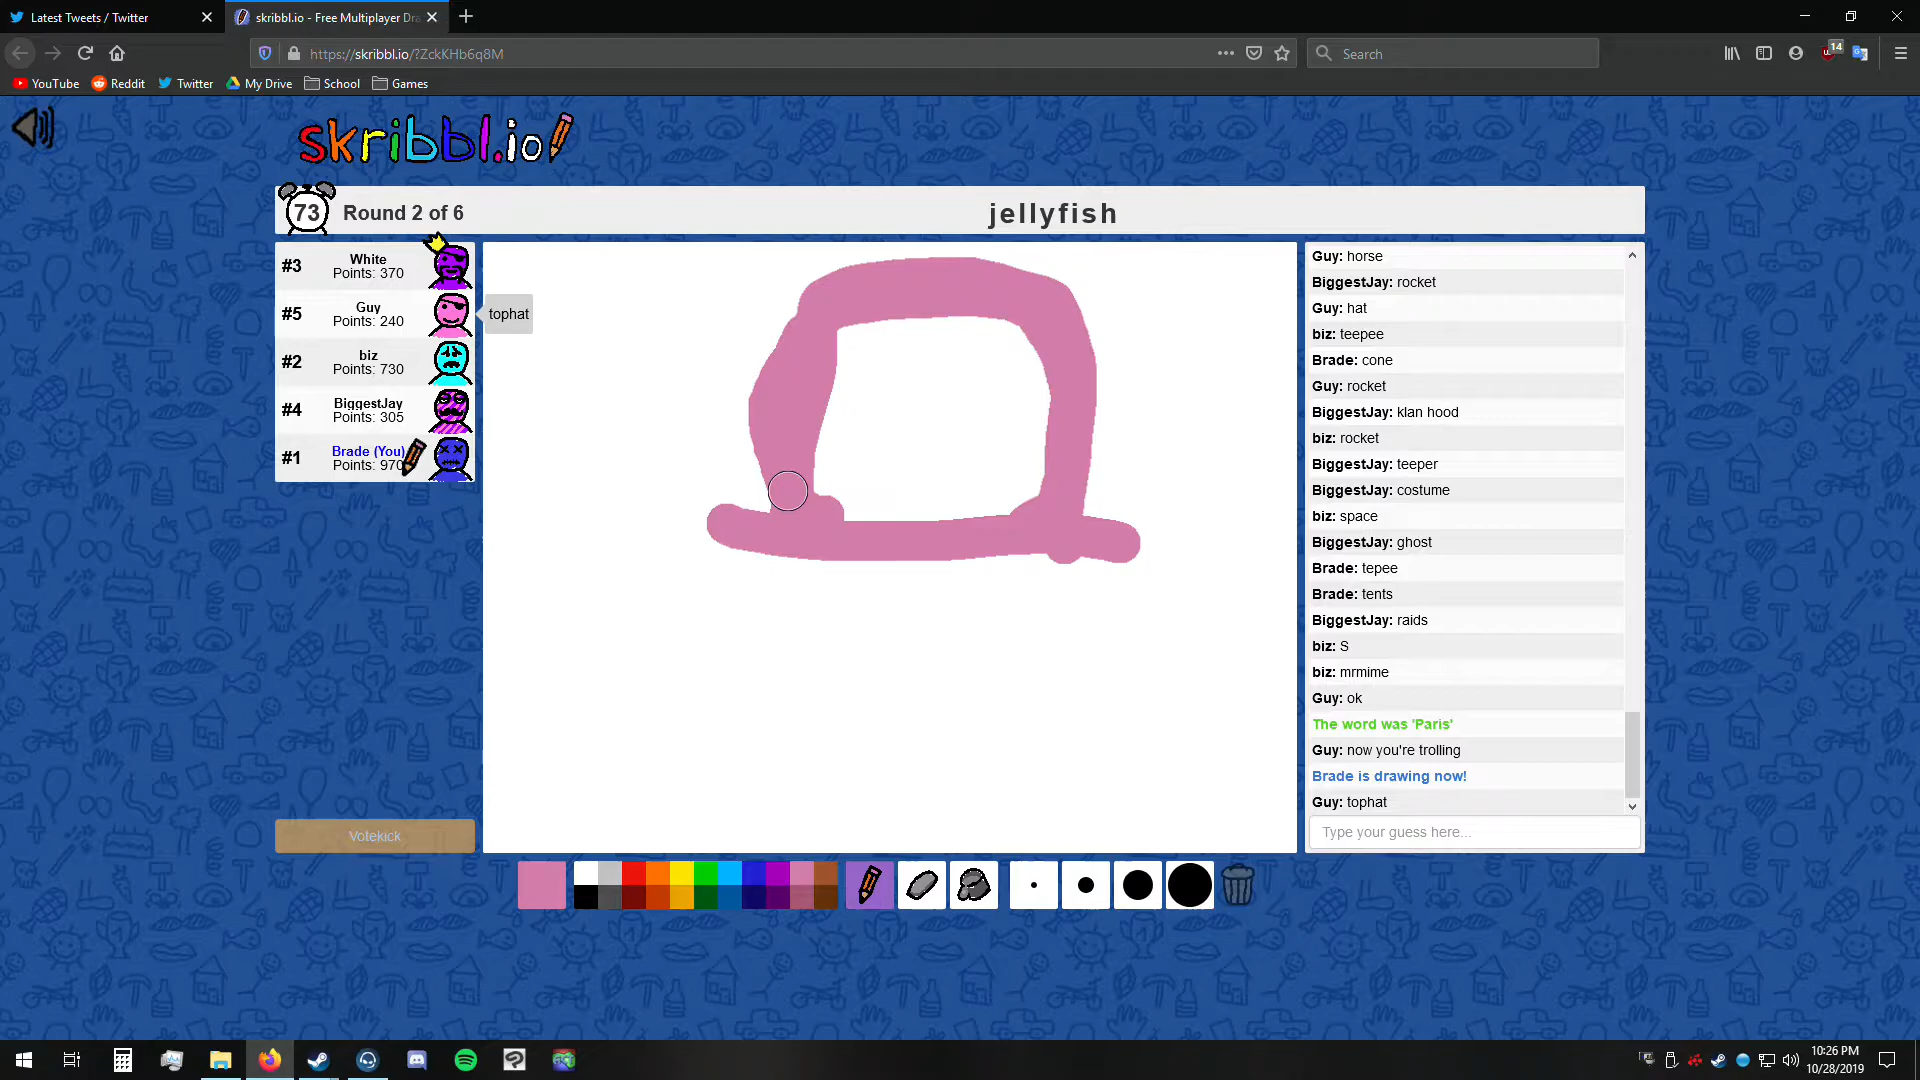 Latest Tweets / Twitter
skribbl.io - Free Multiplayer Dra
https://skribbl.io/?ZckKHb6q8M
Search
14
YouTube
Reddit
Twitter
My Drive
School
Games
skribbl.io
73
Round 2 of 6
jellyfish
#3
White
Points: 370
#5
Guy
Points: 240
tophat
#2
biz
Points: 730
#4
BiggestJay
Points: 305
#1
Brade (You)
Points: 970
Votekick
Guy: horse
BiggestJay: rocket
Guy: hat
biz: teepee
Brade: cone
Guy: rocket
BiggestJay: klan hood
biz: rocket
BiggestJay: teeper
BiggestJay: costume
biz: space
BiggestJay: ghost
Brade: tepee
Brade: tents
BiggestJay: raids
biz: S
biz: mrmime
Guy: ok
The word was 'Paris'
Guy: now you're trolling
Brade is drawing now!
Guy: tophat
Type your guess here...
10:26 PM
10/28/2019